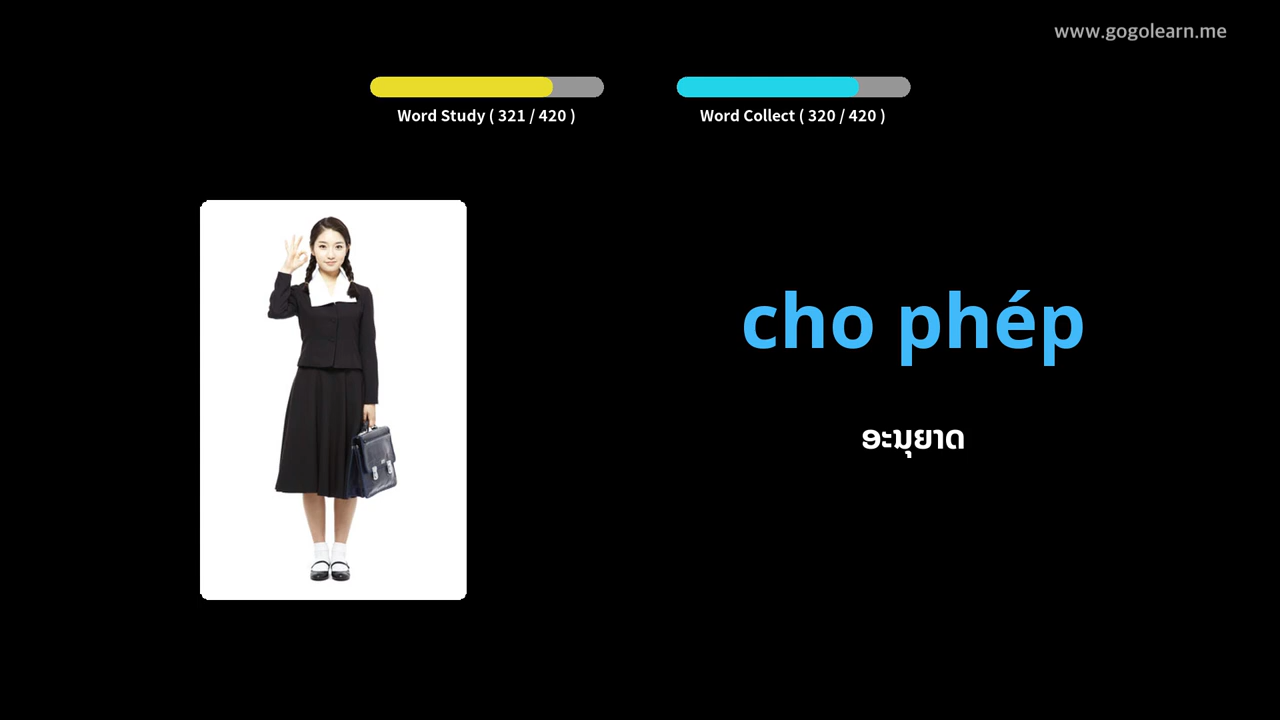 www.gogolearn.me
Word Study ( 321 / 420 )
Word Collect ( 320 / 420 )
cho phép
ອະນຸຍາດ